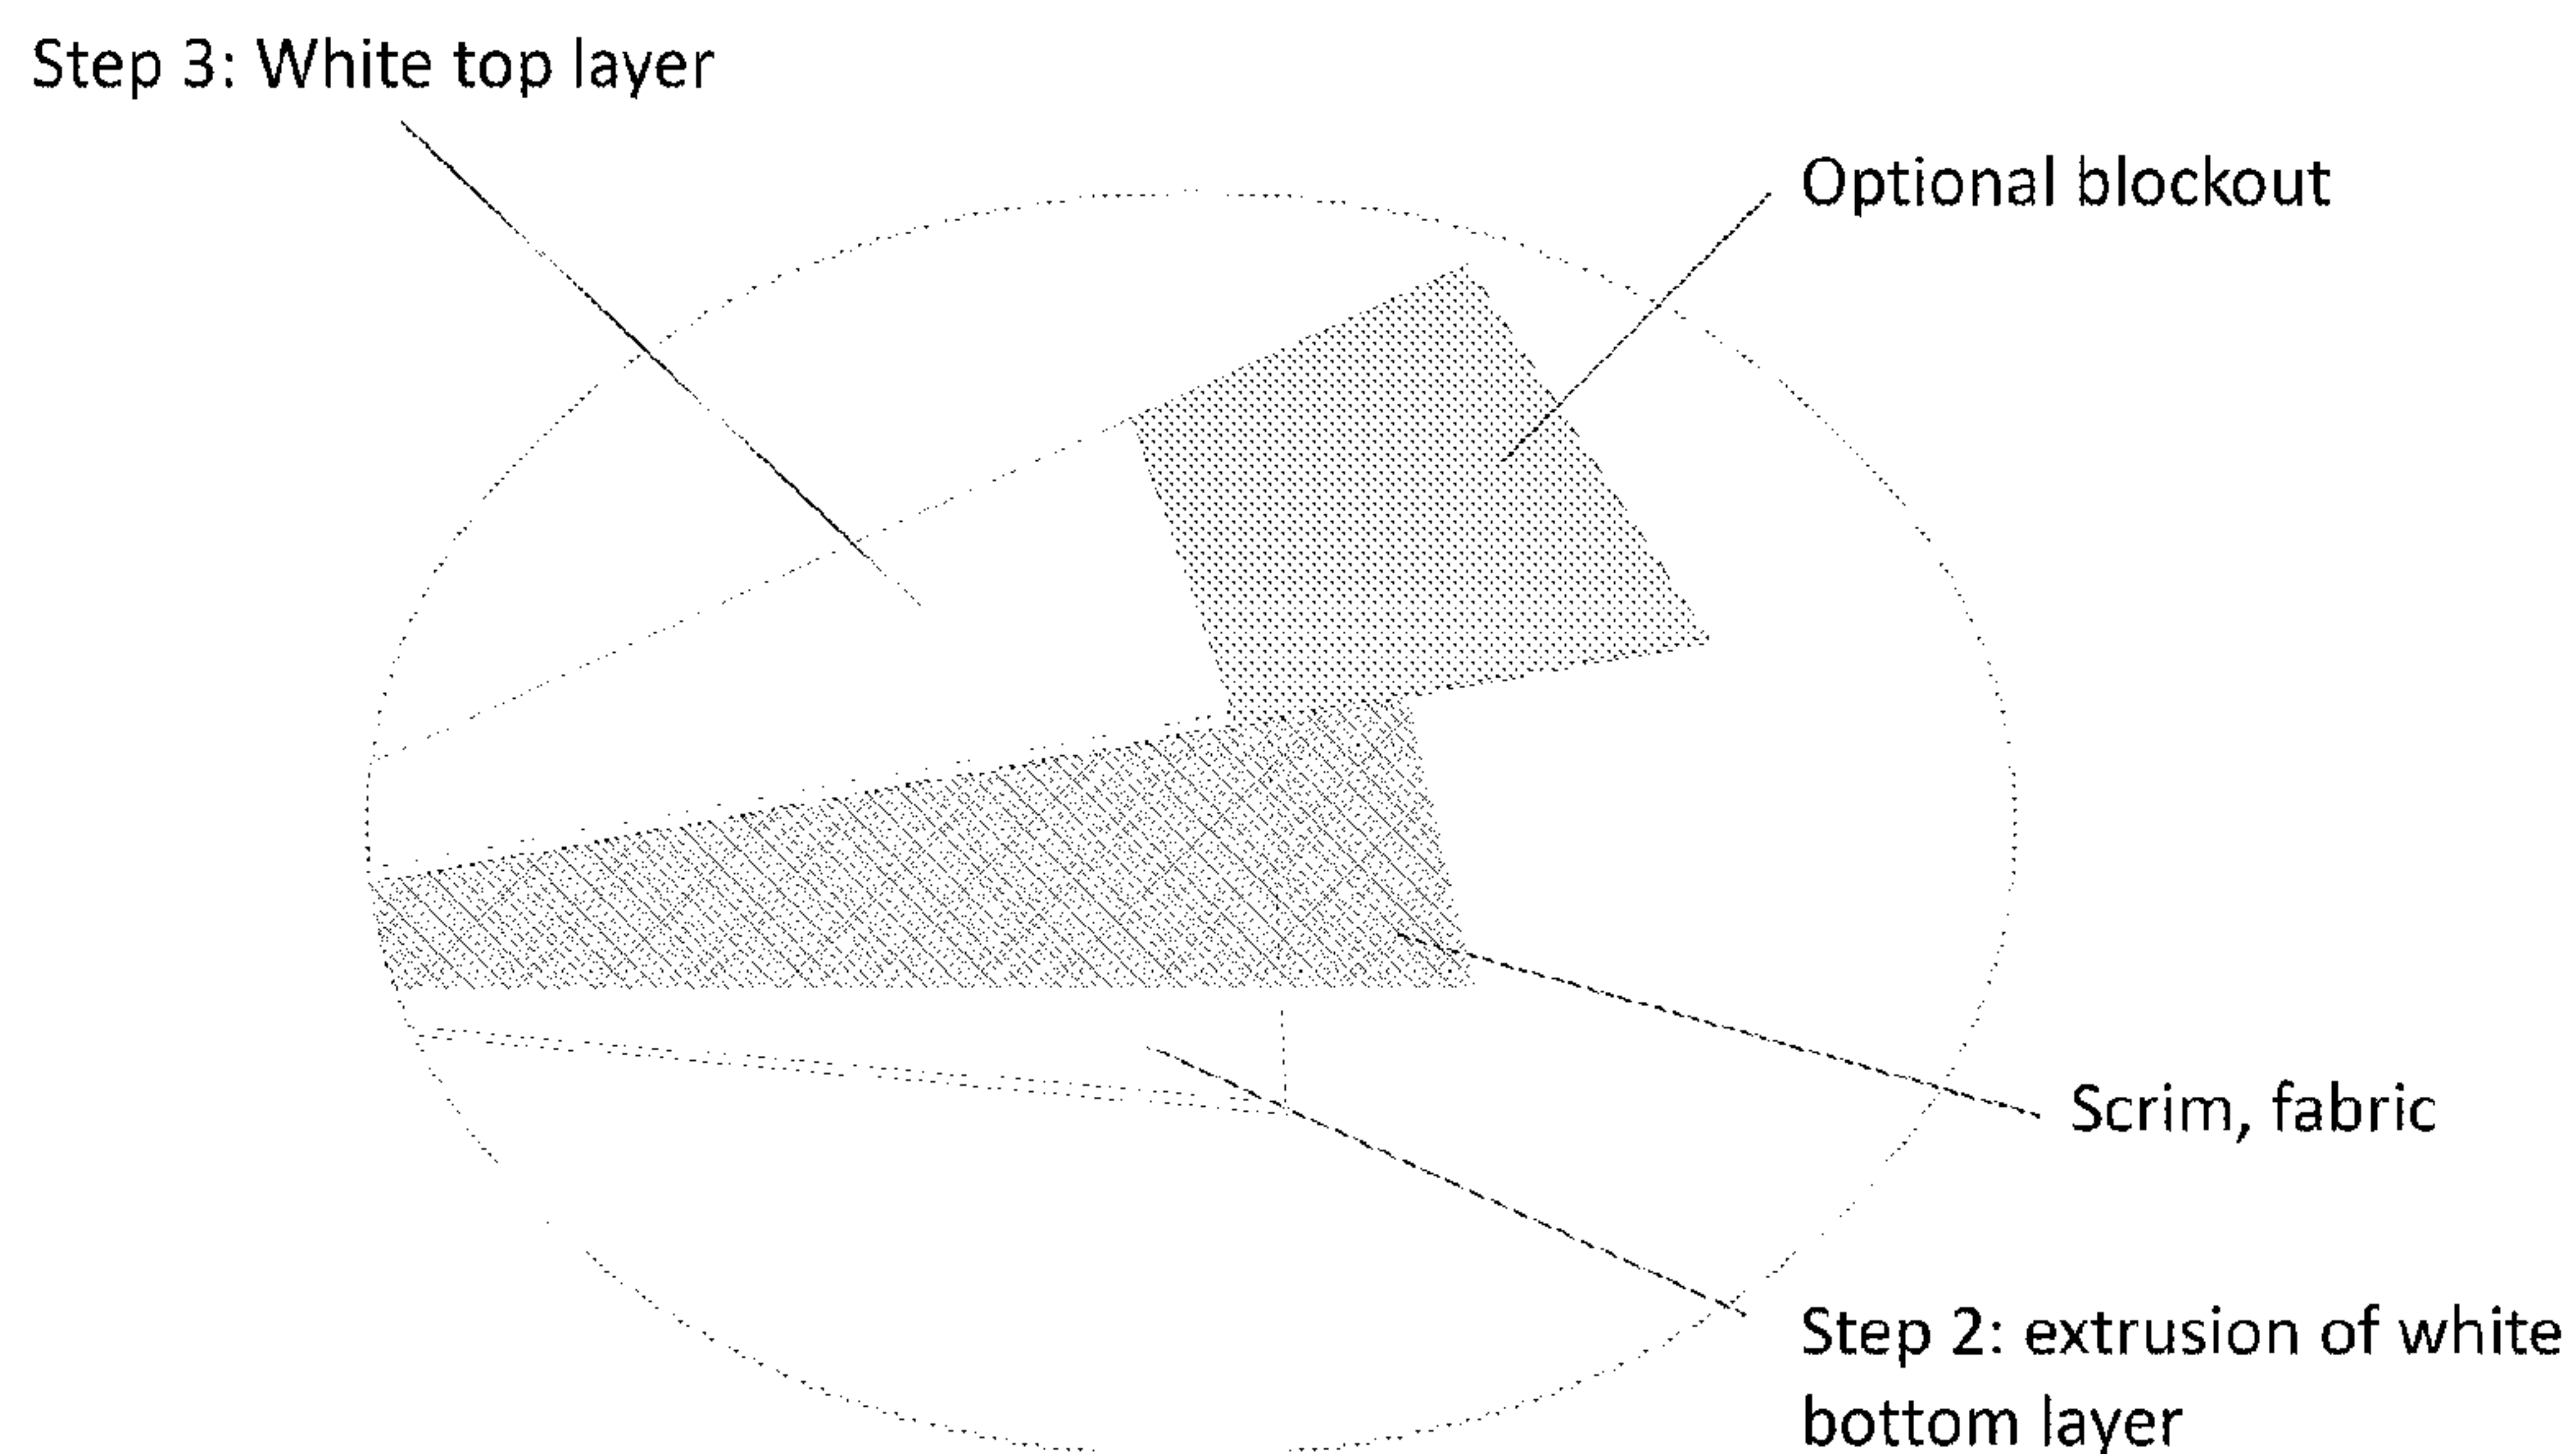 Step 3: White top layer
Optional blockout
Scrim, fabric
Step 2: extrusion of white
bottom layer